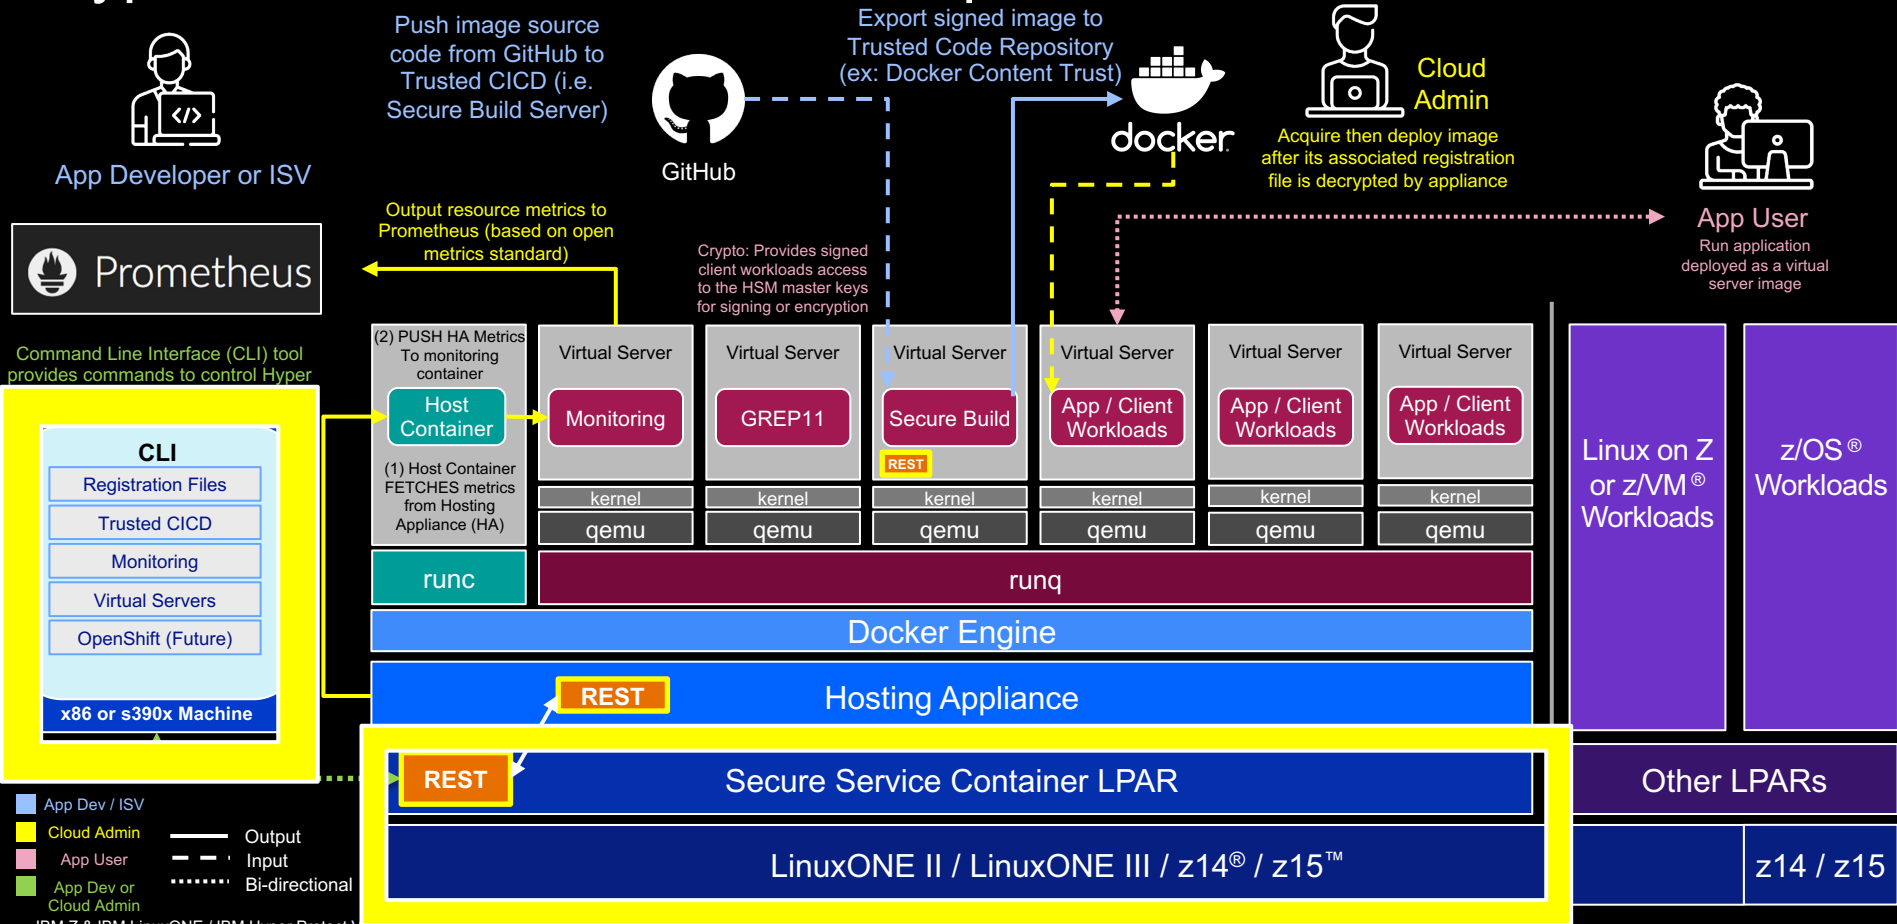 Push image source
code from GitHub to
Trusted CICD (i.e.
Secure Build Server)
Export signed image to
Trusted Code Repository
(ex: Docker Content Trust)
Cloud
Admin
Acquire then deploy image
after its associated registration
file is decrypted by appliance
App Developer or ISV
GitHub
docker
App User
Run application
deployed as a virtual
server image
Prometheus
Output resource metrics to
Prometheus (based on open
metrics standard)
Crypto: Provides signed
client workloads access
to the HSM master keys
for signing or encryption
Command Line Interface (CLI) tool
provides commands to control Hyper
CLI
Registration Files
Trusted CICD
Monitoring
Virtual Servers
OpenShift (Future)
x86 or s390x Machine
(2) PUSH HA Metrics
To monitoring
container
Host
Container
(1) Host Container
FETCHES metrics
from Hosting
Appliance (HA)
Virtual Server
Monitoring
kernel
qemu
Virtual Server
GREP11
kernel
qemu
Virtual Server
Secure Build
REST
kernel
qemu
Virtual Server
App / Client
Workloads
kernel
qemu
Virtual Server
App / Client
Workloads
kernel
qemu
Virtual Server
App / Client
Workloads
kernel
qemu
runc
runq
Docker Engine
REST
Hosting Appliance
REST
Secure Service Container LPAR
LinuxONE II / LinuxONE III / z14® / z15™
Linux on Z
or z/VM®
Workloads
z/OS®
Workloads
Other LPARs
z14 / z15
App Dev / ISV
Cloud Admin
App User
App Dev or
Cloud Admin
Output
Input
Bi-directional
IBM Z & IBM LinuxONE / IBM Hyper Protect